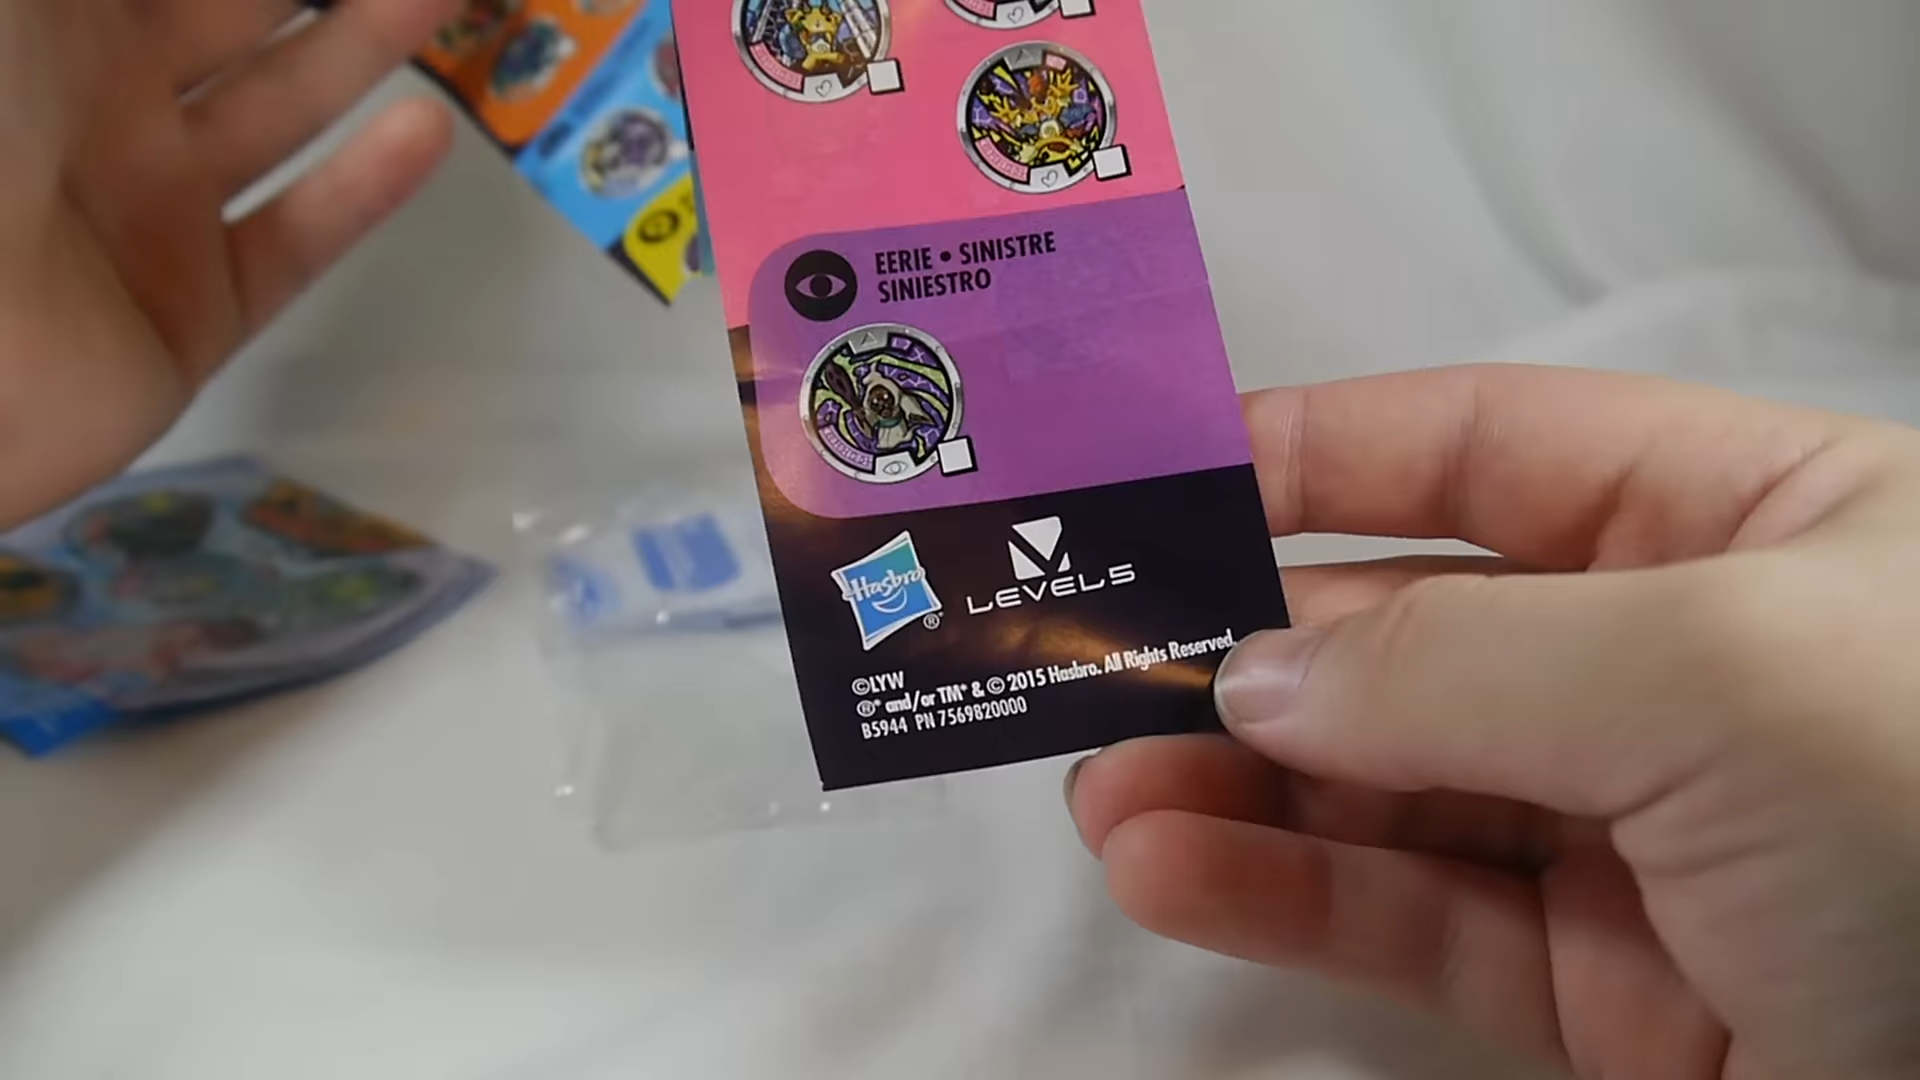 EERIE • SINISTRE
SINIESTRO
Hasbro
®
LEVEL5
©LYW
®* and/or TM* & © 2015 Hasbro. All Rights Reserved.
B5944 PN 7569820000